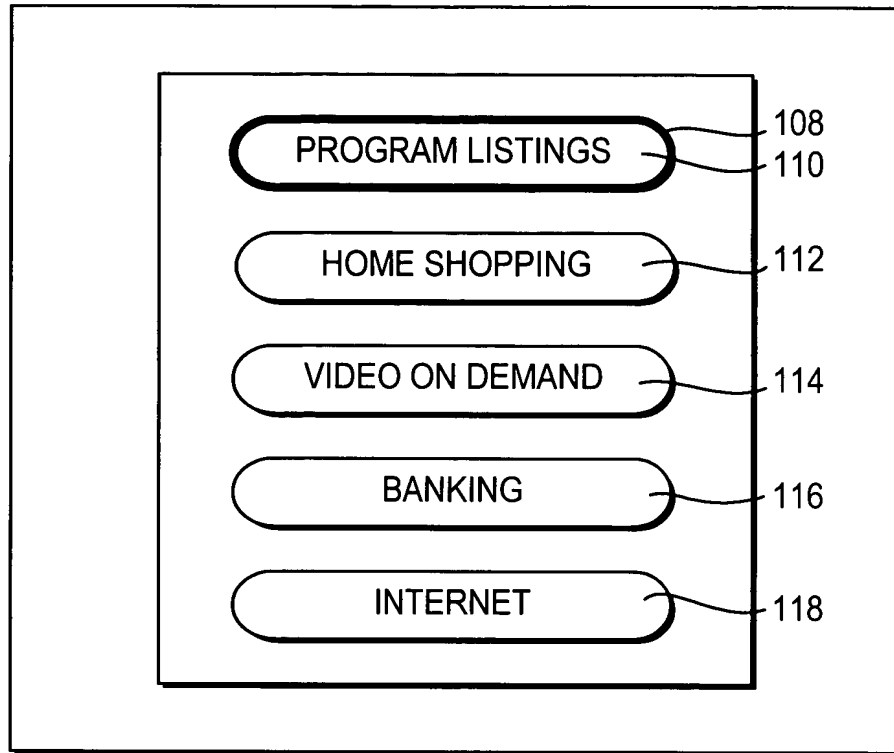 PROGRAM LISTINGS
108
110
HOME SHOPPING
112
VIDEO ON DEMAND
114
BANKING
116
INTERNET
118